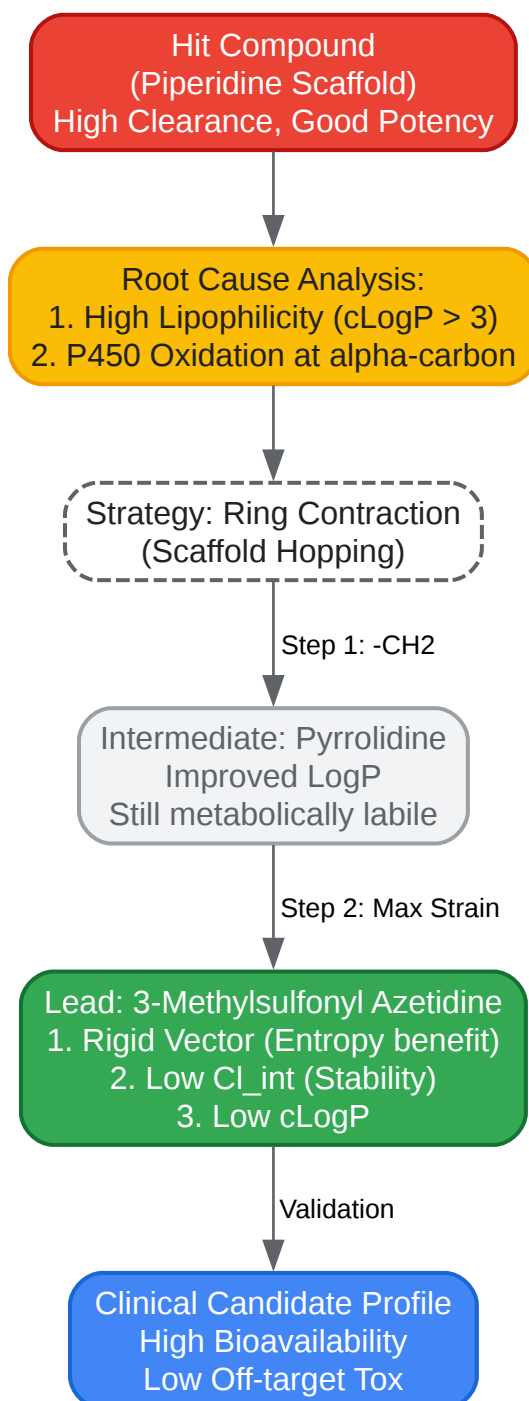 Hit Compound
(Piperidine Scaffold)
High Clearance, Good Potency
Root Cause Analysis:
1. High Lipophilicity (cLogP > 3)
2. P450 Oxidation at alpha-carbon
Strategy: Ring Contraction
(Scaffold Hopping)
Step 1: -CH2
Intermediate: Pyrrolidine
Improved LogP
Still metabolically labile
Step 2: Max Strain
Lead: 3-Methylsulfonyl Azetidine
1. Rigid Vector (Entropy benefit)
2. Low Cl_int (Stability)
3. Low cLogP
Validation
Clinical Candidate Profile
High Bioavailability
Low Off-target Tox